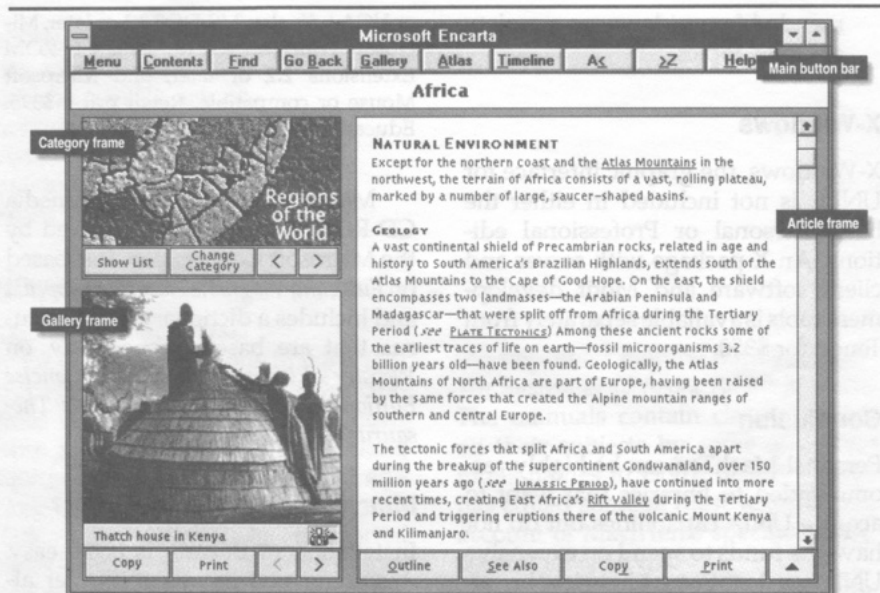 Microsoft Encarta
Menu Contents Find Go Back Gallery Atlas Timeline A< >Z Help
Main button bar
Africa
Category frame
Regions
of the
World
Show List Change Category < >
Gallery frame
Thatch house in Kenya
Copy Print < >
NATURAL ENVIRONMENT
Except for the northern coast and the Atlas Mountains in the
northwest, the terrain of Africa consists of a vast, rolling plateau,
marked by a number of large, saucer-shaped basins.
GEOLOGY
A vast continental shield of Precambrian rocks, related in age and
history to South America's Brazilian Highlands, extends south of the
Atlas Mountains to the Cape of Good Hope. On the east, the shield
encompasses two landmasses—the Arabian Peninsula and
Madagascar—that were split off from Africa during the Tertiary
period (see PLATE TECTONICS) Among these ancient rocks some of
the earliest traces of life on earth—fossil microorganisms 3.2
billion years old—have been found. Geologically, the Atlas
Mountains of North Africa are part of Europe, having been raised
by the same forces that created the Alpine mountain ranges of
southern and central Europe.
The tectonic forces that split Africa and South America apart
during the breakup of the supercontinent Gondwanaland, over 150
million years ago (see JURASSIC PERIOD), have continued into more
recent times, creating East Africa's Rift Valley during the Tertiary
Period and triggering eruptions there of the volcanic Mount Kenya
and Kilimanjaro.
Article frame
Outline See Also Copy Print